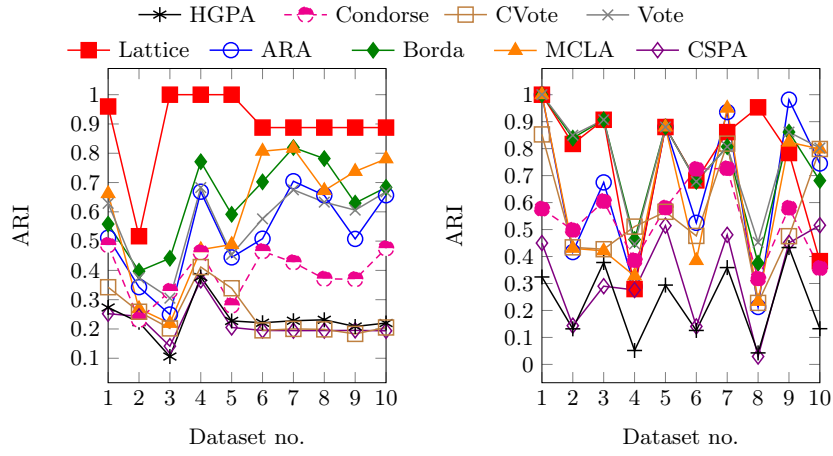 HGPA Condorse CVote Vote
Lattice ARA Borda MCLA CSPA
1
0.9
0.8
0.7
0.6
0.5
0.4
0.3
0.2
0.1
ARI
1 2 3 4 5 6 7 8 9 10
Dataset no.
1
0.9
0.8
0.7
0.6
0.5
0.4
0.3
0.2
0.1
0
ARI
1 2 3 4 5 6 7 8 9 10
Dataset no.